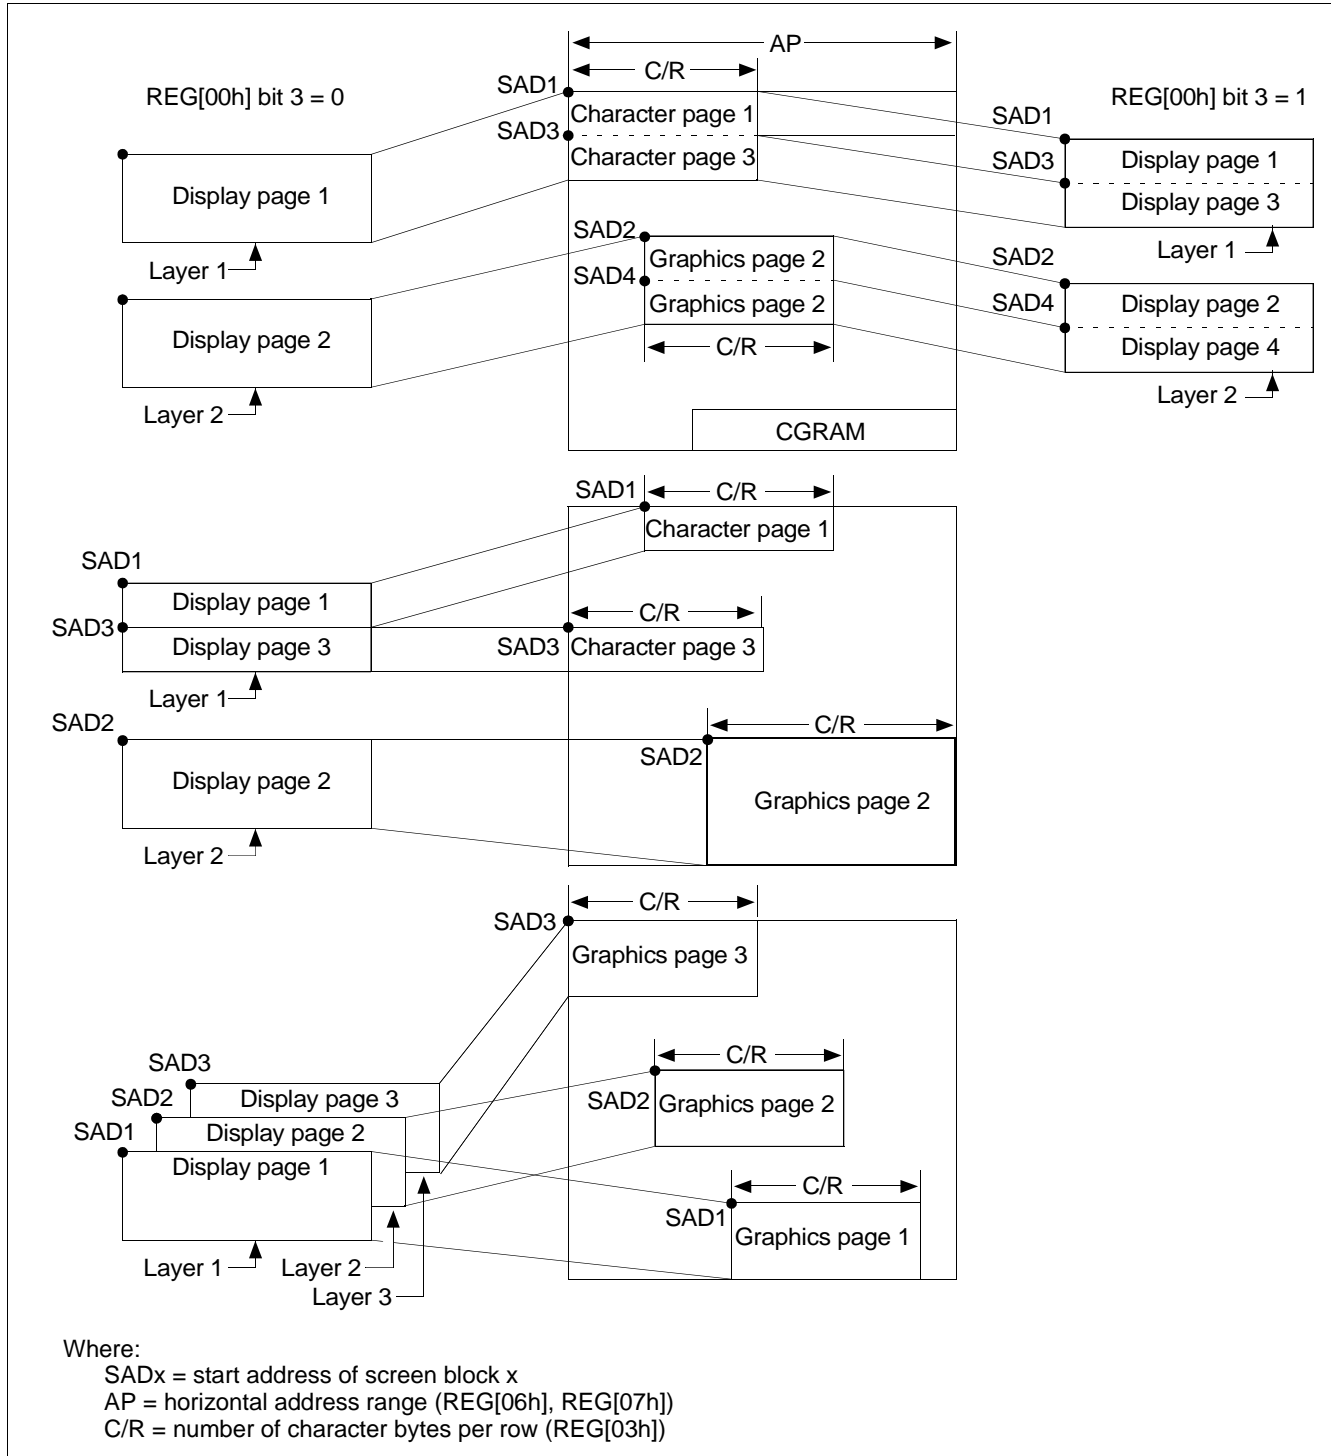 AP
C/R
REG[00h] bit 3 = 0
SAD1
REG[00h] bit 3 = 1
Character page 1
SAD1
SAD3
Character page 3
SAD3
Display page 1
Display page 1
Display page 3
SAD2
Layer 1
Graphics page 2
Layer 1
SAD2
SAD4
Graphics page 2
SAD4
Display page 2
Display page 2
C/R
Display page 4
Layer 2
Layer 2
CGRAM
SAD1
C/R
Character page 1
SAD1
Display page 1
C/R
SAD3
Display page 3
SAD3
Character page 3
Layer 1
SAD2
C/R
SAD2
Display page 2
Graphics page 2
Layer 2
C/R
SAD3
Graphics page 3
C/R
SAD3
Display page 3
SAD2
SAD2
Graphics page 2
Display page 2
SAD1
Display page 1
C/R
SAD1
Graphics page 1
Layer 1
Layer 2
Layer 3
Where:
SADx = start address of screen block x
AP = horizontal address range (REG[06h], REG[07h])
C/R = number of character bytes per row (REG[03h])